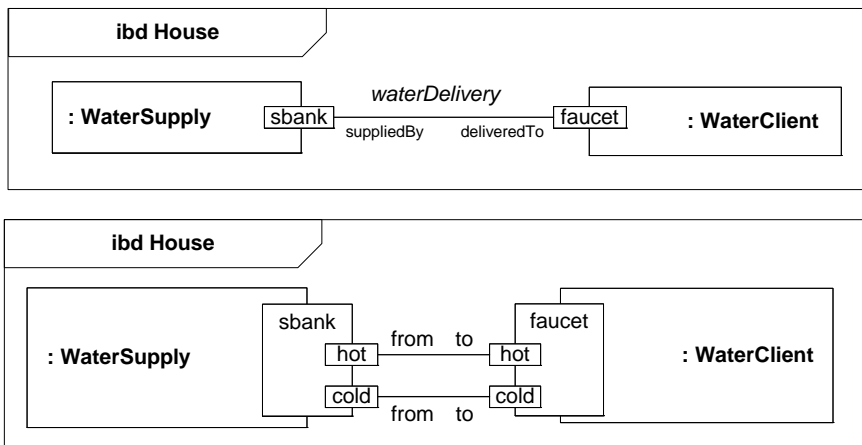 ibd House
waterDelivery
: WaterSupply sbank faucet : WaterClient
suppliedBy deliveredTo
ibd House
sbank faucet
from to
: WaterSupply hot hot : WaterClient
cold cold
from to